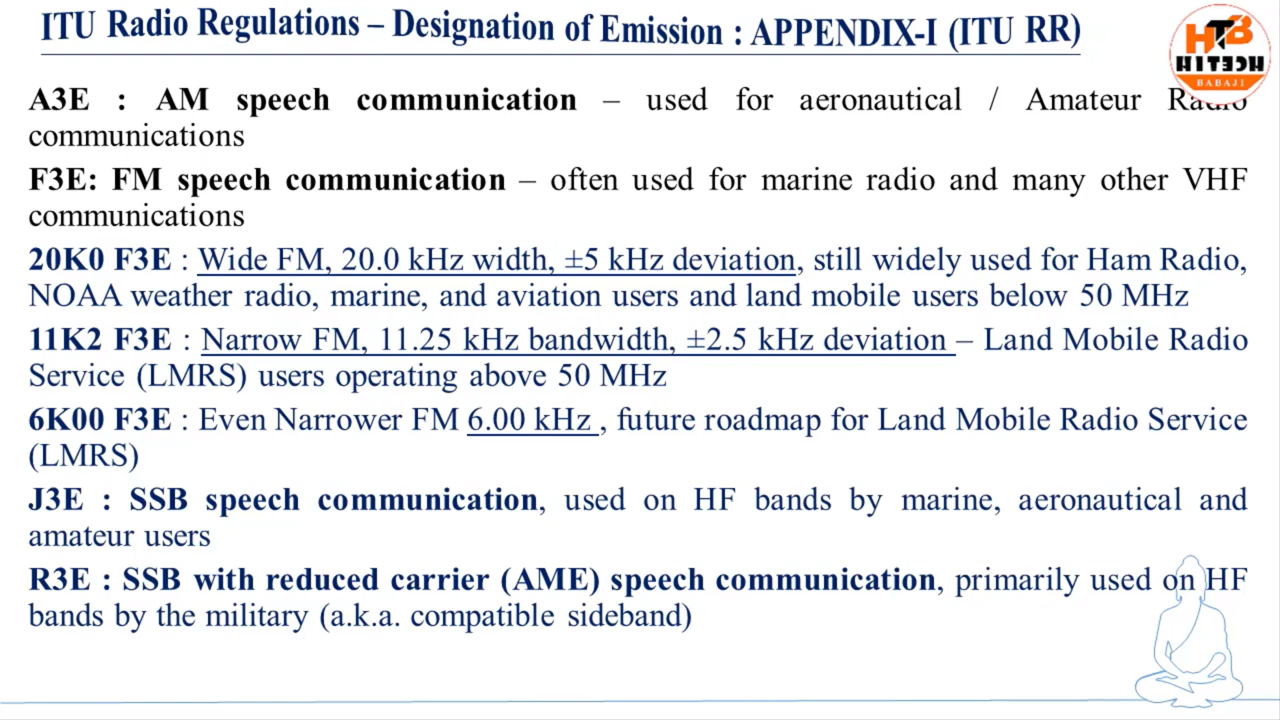 ITU Radio Regulations – Designation of Emission : APPENDIX-I (ITU RR)
HTB
HITECH
BABAJI
A3E : AM speech communication – used for aeronautical / Amateur Radio
communications
F3E: FM speech communication – often used for marine radio and many other VHF
communications
20K0 F3E : Wide FM, 20.0 kHz width, ±5 kHz deviation, still widely used for Ham Radio,
NOAA weather radio, marine, and aviation users and land mobile users below 50 MHz
11K2 F3E : Narrow FM, 11.25 kHz bandwidth, ±2.5 kHz deviation – Land Mobile Radio
Service (LMRS) users operating above 50 MHz
6K00 F3E : Even Narrower FM 6.00 kHz , future roadmap for Land Mobile Radio Service
(LMRS)
J3E : SSB speech communication, used on HF bands by marine, aeronautical and
amateur users
R3E : SSB with reduced carrier (AME) speech communication, primarily used on HF
bands by the military (a.k.a. compatible sideband)